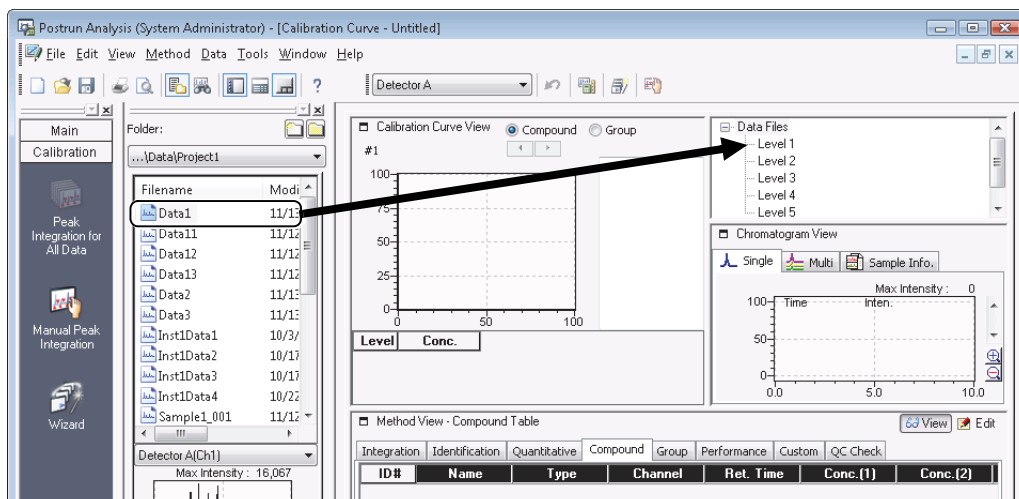 Postrun Analysis (System Administrator) - [Calibration Curve - Untitled]
File Edit View Method Data Tools Window Help
Detector A
Main
Calibration
Peak
Integration for
All Data
Manual Peak
Integration
Wizard
Folder:
...\Data\Project1
Filename Modi
Data1 11/13
Data11 11/12
Data12 11/12
Data13 11/12
Data2 11/13
Data3 11/13
Inst1Data1 10/3/
Inst1Data2 10/17
Inst1Data3 10/17
Inst1Data4 10/22
Sample1_001 11/12
Detector A(Ch1)
Max Intensity : 16,067
Calibration Curve View Compound Group
#1
100
75
50
25
0
0 50 100
Level Conc.
Data Files
Level 1
Level 2
Level 3
Level 4
Level 5
Chromatogram View
Single Multi Sample Info.
Max Intensity : 0
Time Inten.
100
50
0
0.0 5.0 10.0
Method View - Compound Table
View Edit
Integration Identification Quantitative Compound Group Performance Custom QC Check
ID# Name Type Channel Ret. Time Conc.(1) Conc.(2)